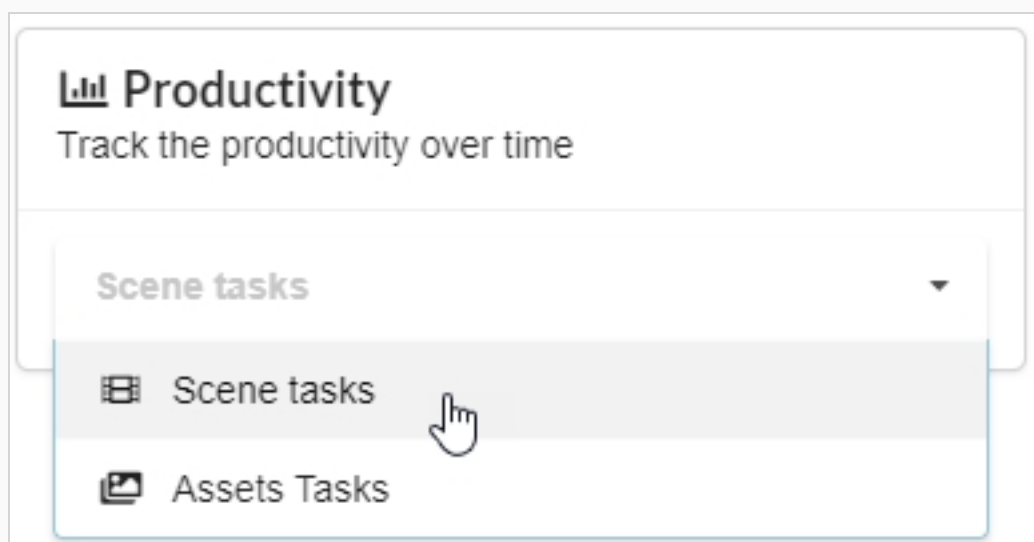 Productivity
Track the productivity over time
Scene tasks
Scene tasks
Assets Tasks